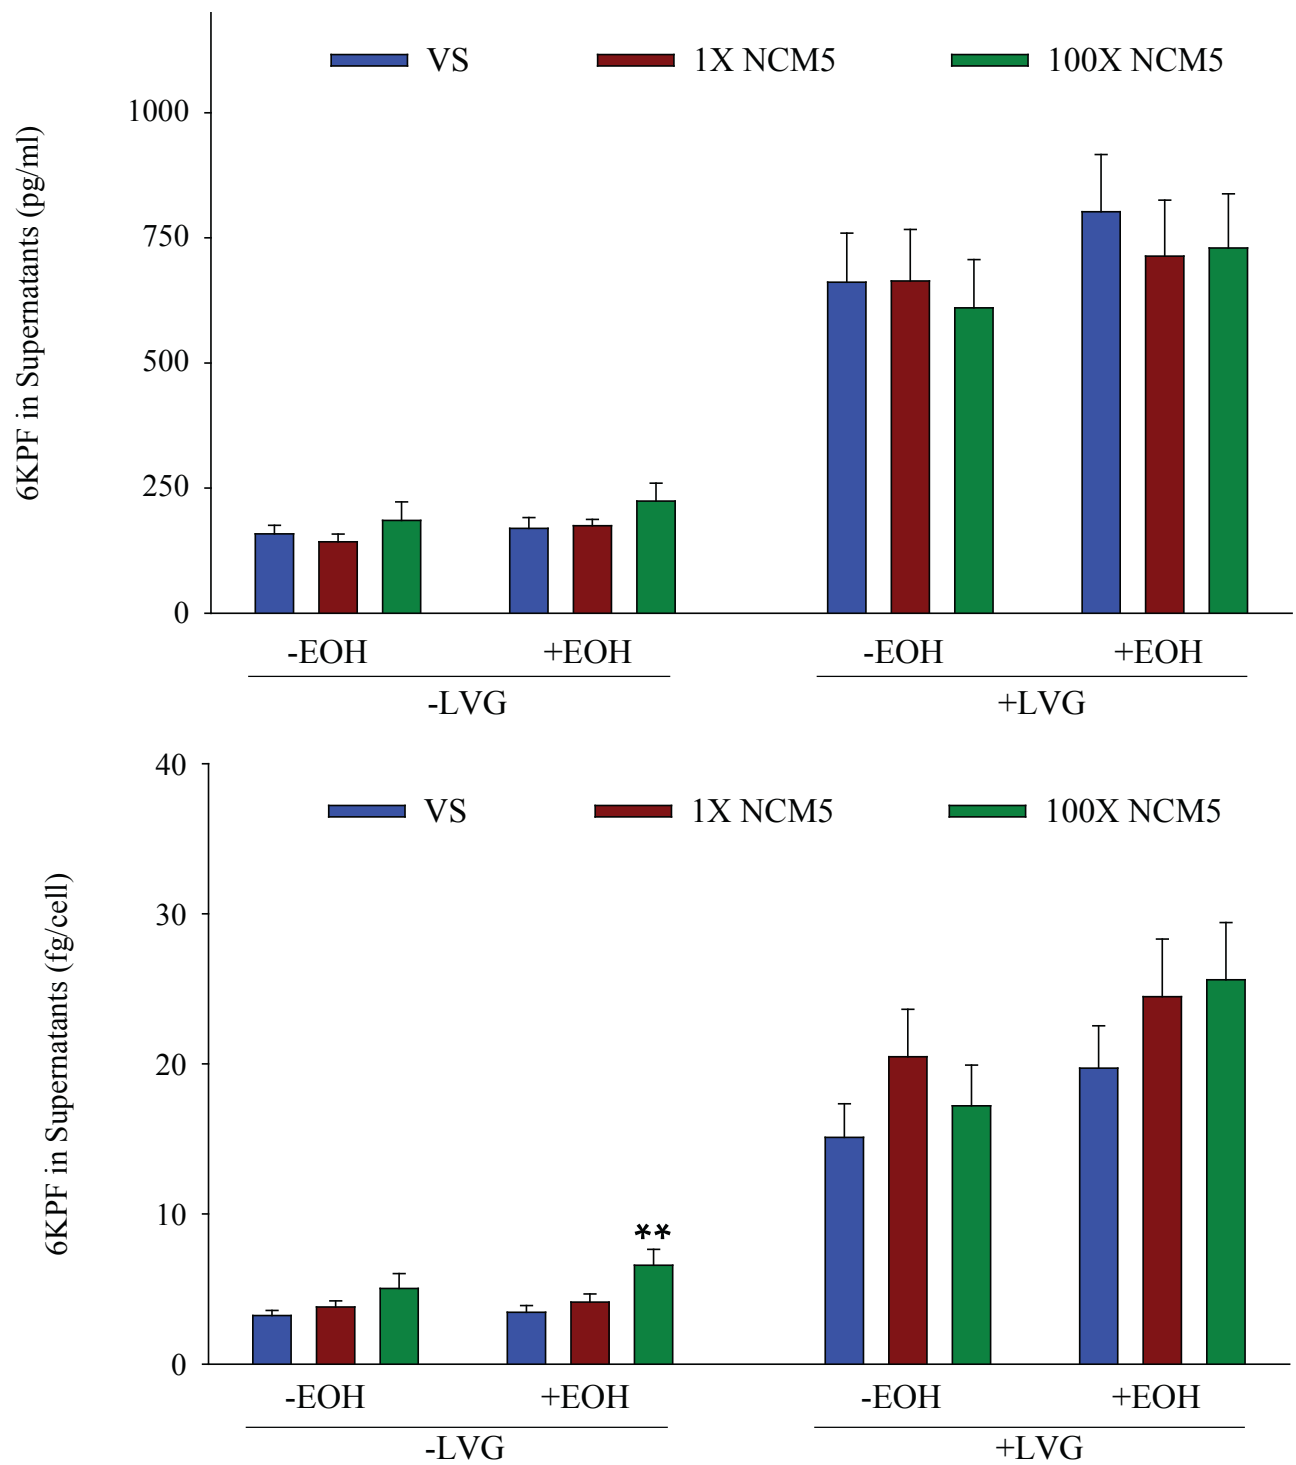 VS 1X NCM5 100X NCM5
6KPF in Supernatants (pg/ml)
1000
750
500
250
0
-EOH +EOH -EOH +EOH
-LVG +LVG
40
VS 1X NCM5 100X NCM5
6KPF in Supernatants (fg/cell)
30
20
10
**
0
-EOH +EOH -EOH +EOH
-LVG +LVG